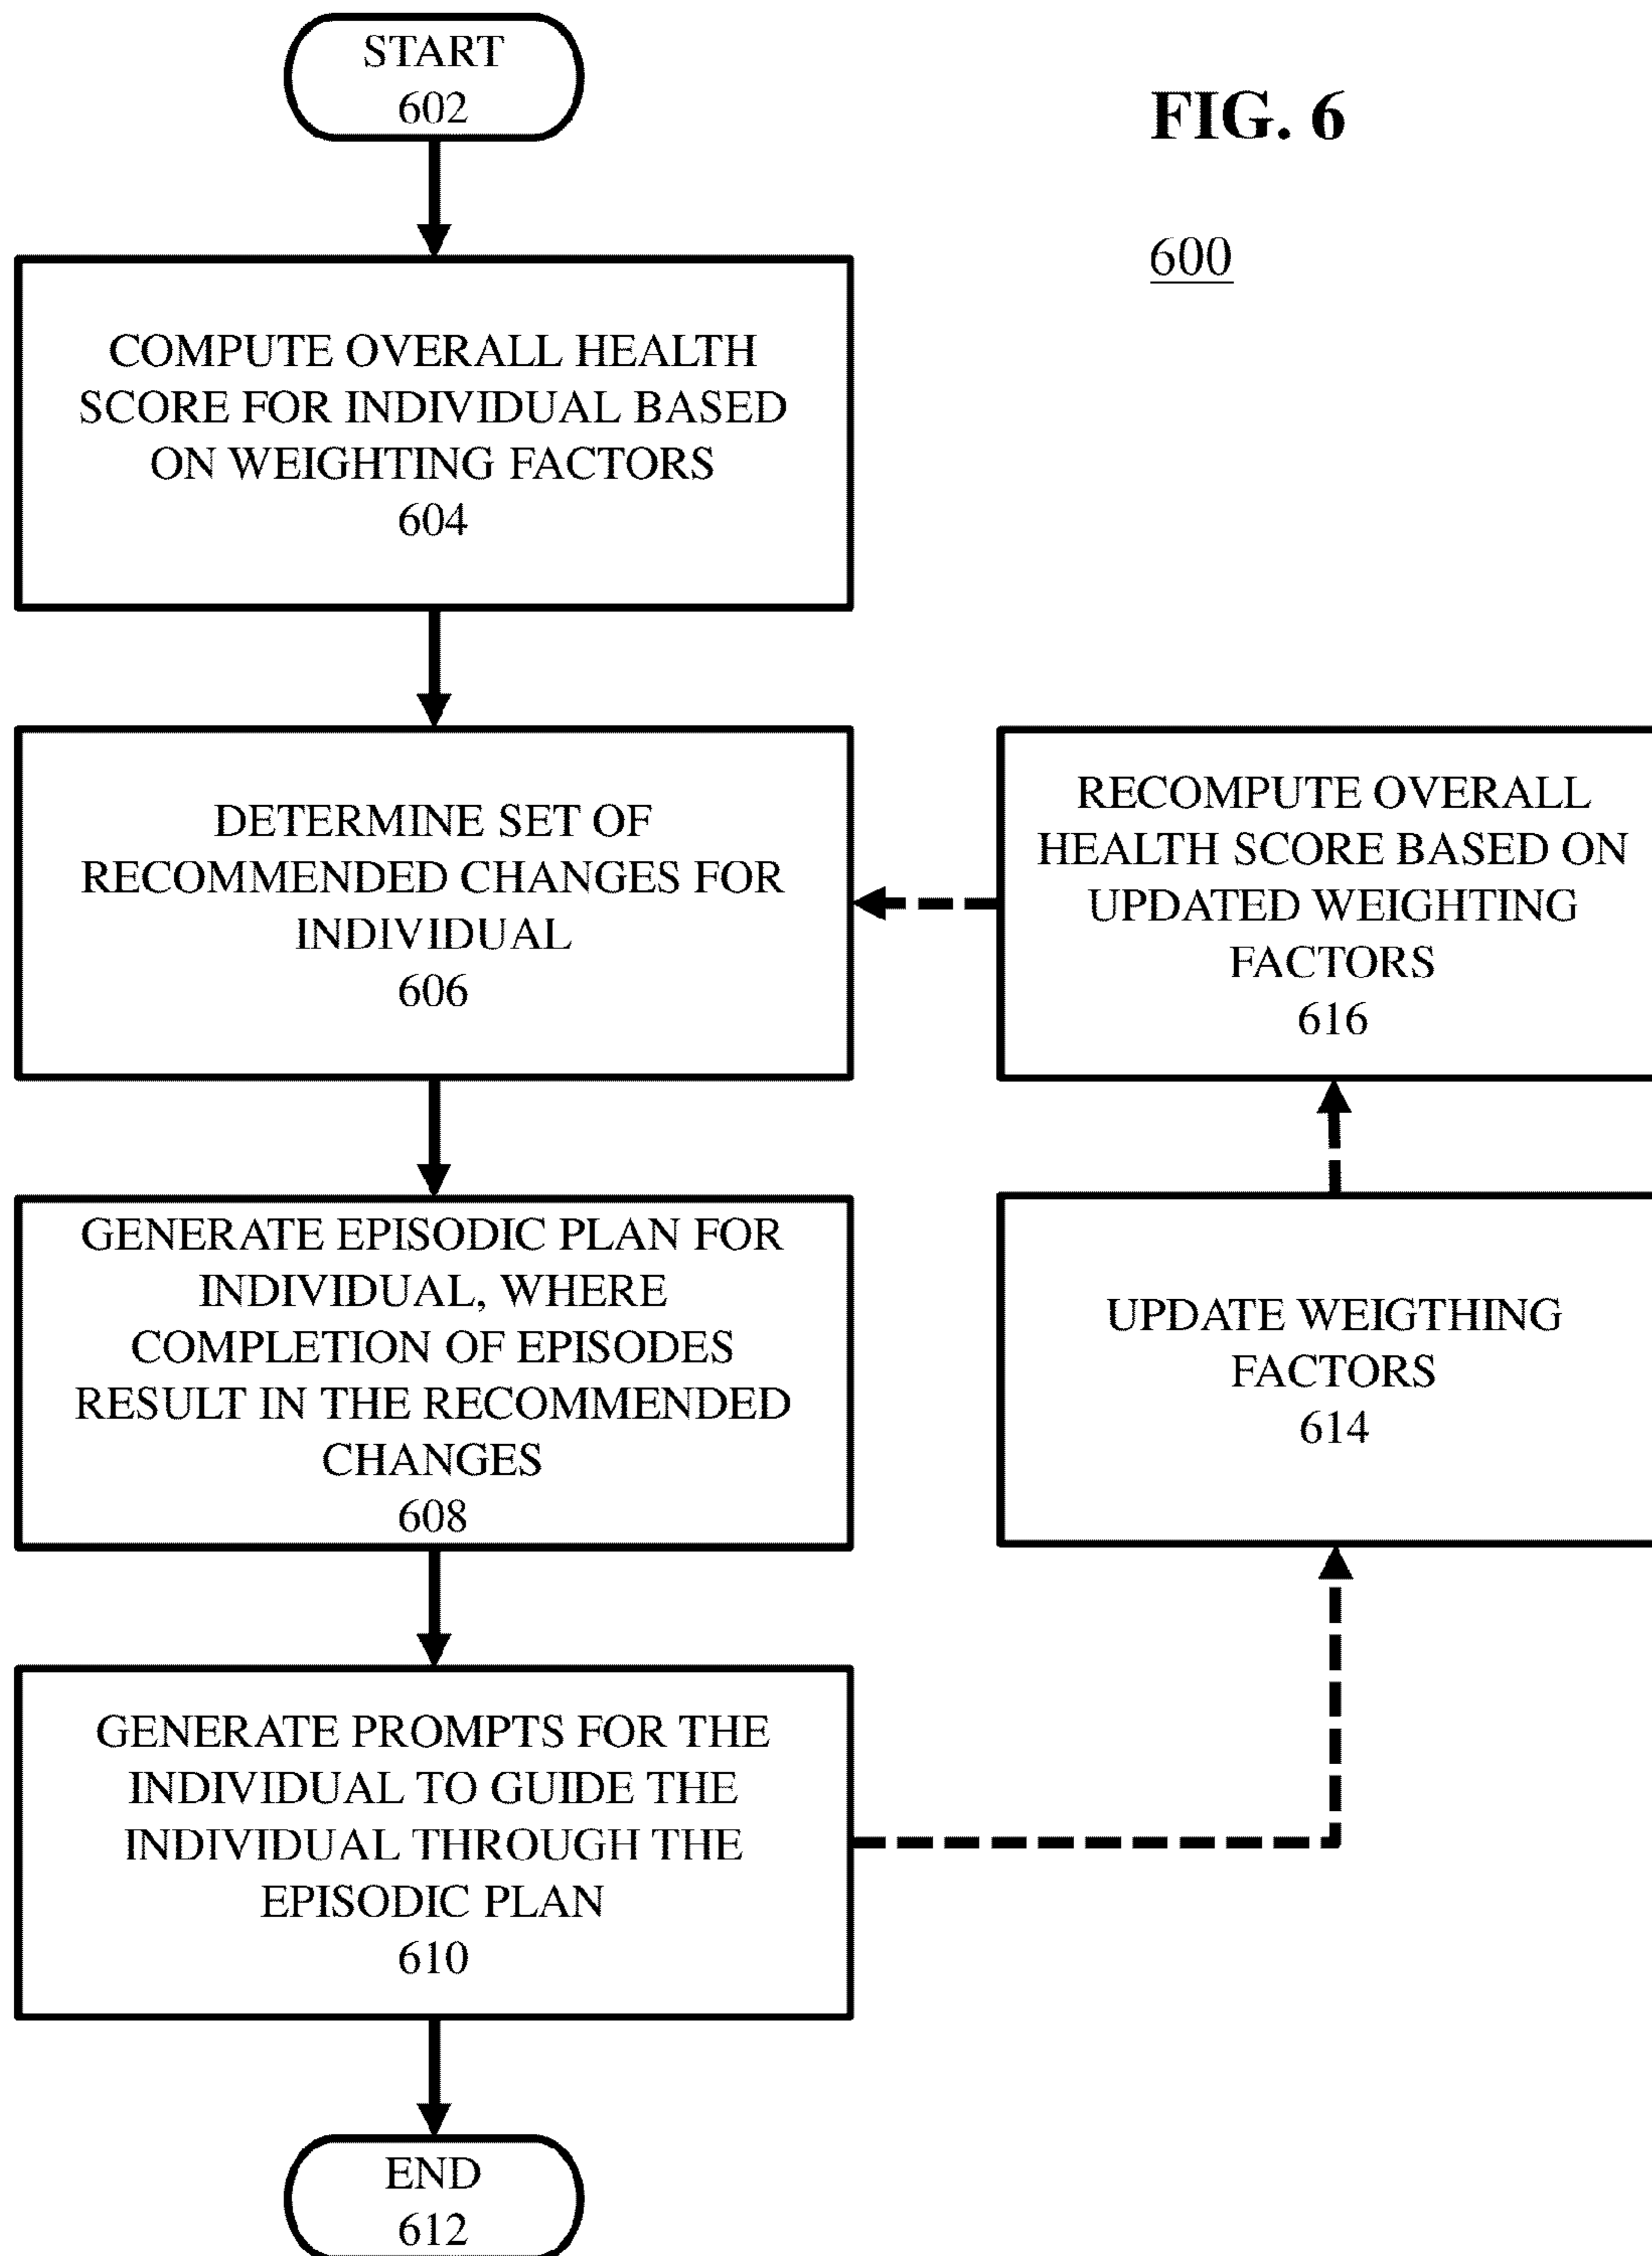 START
602
FIG. 6
600
COMPUTE OVERALL HEALTH
SCORE FOR INDIVIDUAL BASED
ON WEIGHTING FACTORS
604
DETERMINE SET OF
RECOMMENDED CHANGES FOR
INDIVIDUAL
606
RECOMPUTE OVERALL
HEALTH SCORE BASED ON
UPDATED WEIGHTING
FACTORS
616
GENERATE EPISODIC PLAN FOR
INDIVIDUAL, WHERE
COMPLETION OF EPISODES
RESULT IN THE RECOMMENDED
CHANGES
608
UPDATE WEIGTHING
FACTORS
614
GENERATE PROMPTS FOR THE
INDIVIDUAL TO GUIDE THE
INDIVIDUAL THROUGH THE
EPISODIC PLAN
610
END
612